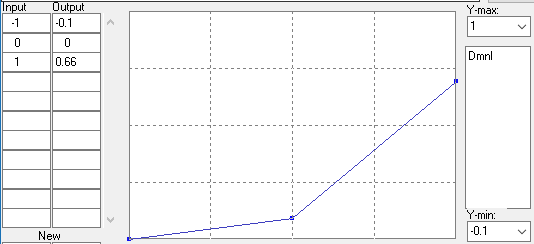 Input Output
-1 -0.1
0 0
1 0.66
New
Y-max:
1
Dmnl
Y-min:
-0.1